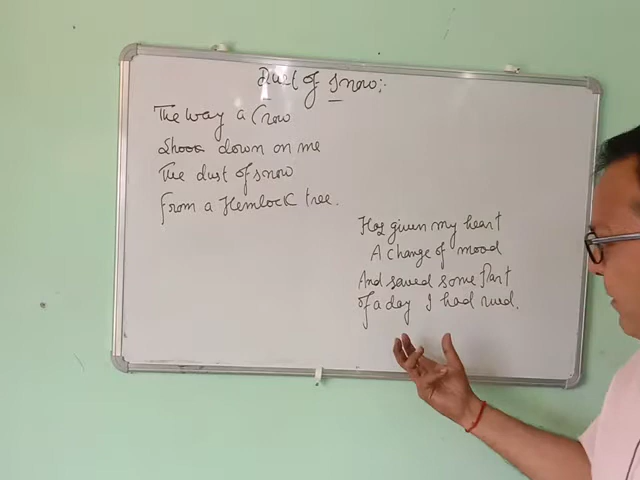 Dust of Snow:-
The way a Crow
Shook down on me
The dust of snow
From a Hemlock tree.
Has given my heart
A change of mood
And saved some Part
Of a day I had rued.